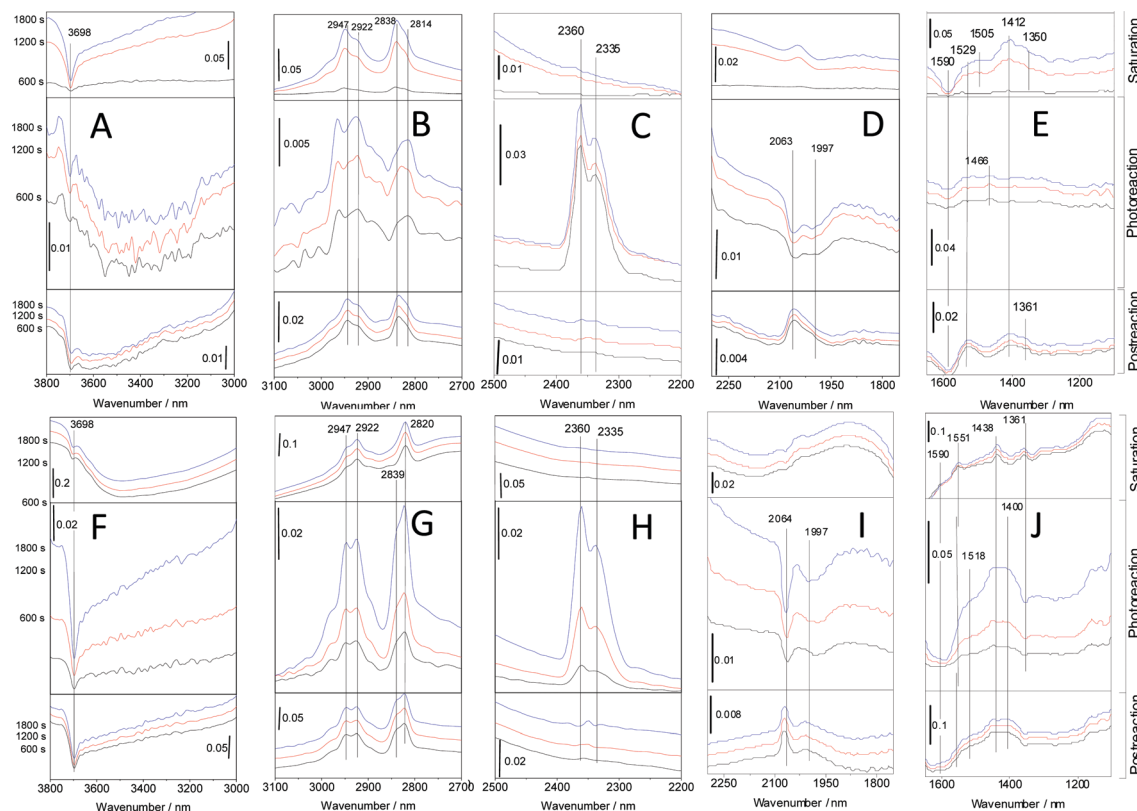 1800 s
1200 s
600 s
3698
0.05
A
1800 s
1200 s
600 s
0.01
1800 s
1200 s
600 s
0.01
3800 3600 3400 3200 3000
Wavenumber / nm
2947 2922 2838 2814
0.05
B
0.005
0.02
3100 3000 2900 2800 2700
Wavenumber / nm
2360
2335
0.01
C
0.03
0.01
2500 2400 2300 2200
Wavenumber / nm
0.02
D
2063
1997
0.01
0.004
2250 2100 1950 1800
Wavenumber / nm
0.05
1590
1529
1505
1412
1350
Saturation
E
1466
0.04
Photoreaction
0.02
1361
Postreaction
1600 1400 1200
Wavenumber / nm
3698
1800 s
1200 s
0.2
600 s
0.02
F
1800 s
1200 s
600 s
1800 s
1200 s
600 s
0.05
3800 3600 3400 3200 3000
Wavenumber / nm
2947 2922 2820
0.1
2839
0.02
G
0.05
3100 3000 2900 2800 2700
Wavenumber / nm
2360 2335
0.05
0.02
H
0.02
2500 2400 2300 2200
Wavenumber / nm
0.02
I
2064
1997
0.01
0.008
2250 2100 1950 1800
Wavenumber / nm
0.1
1590
1551
1438
1361
Saturation
J
1400
0.05
1518
Photoreaction
0.1
Postreation
1600 1400 1200
Wavenumber / nm